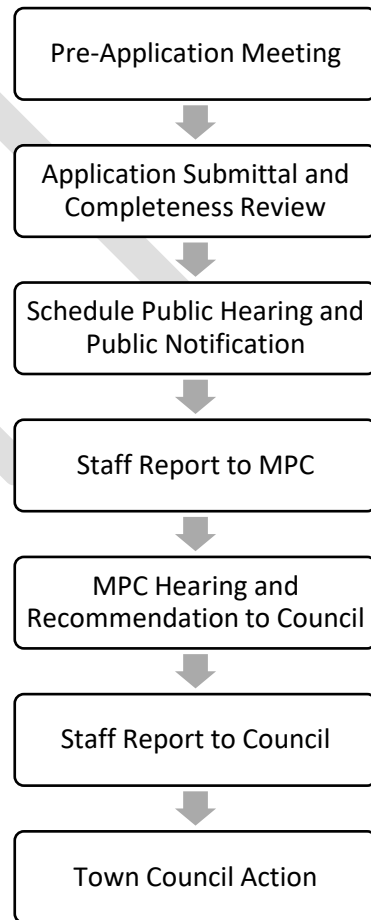 Pre-Application Meeting
Application Submittal and
Completeness Review
Schedule Public Hearing and
Public Notification
Staff Report to MPC
MPC Hearing and
Recommendation to Council
Staff Report to Council
Town Council Action